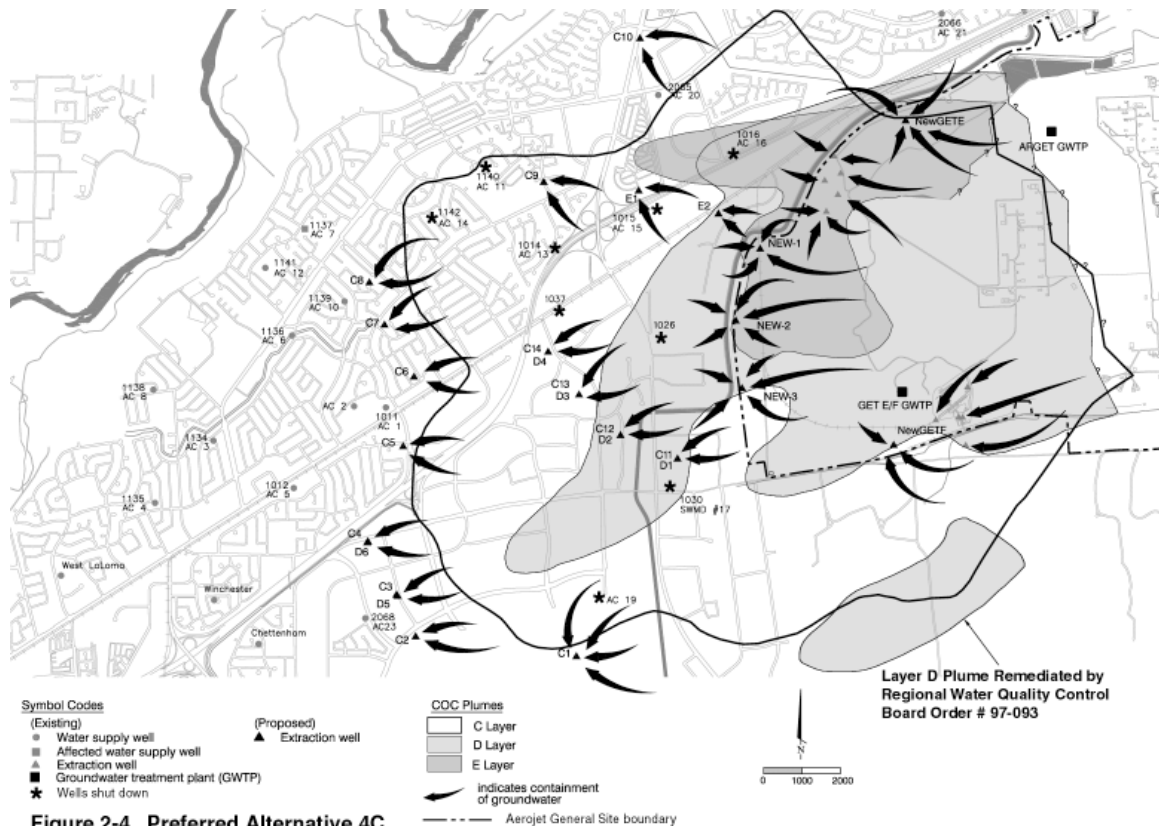 2066
AC 21
C10
2065
AC 20
1016
AC 16
NewGETE
ARGET GWTP
1140
AC 11
C9
E1
1015
AC 15
E2
1142
AC 14
1137
AC 7
1014
AC 13
NEW-1
1141
AC 12
C8
1139
AC 10
1037
C7
1136
AC 6
1026
NEW-2
C14
D4
C6
1138
AC 8
AC 2
1011
AC 1
C13
D3
NEW-3
GET E/F GWTP
NewGETF
1134
AC 3
C5
C12
D2
C11
D1
1135
AC 4
1012
AC 5
1030
SWMD #17
C4
D6
West LaLoma
Winchester
C3
D5
AC 19
2068
AC23
C2
Chettenham
C1
Layer D Plume Remediated by
Regional Water Quality Control
Board Order # 97-093
Symbol Codes
(Existing)
Water supply well
Affected water supply well
Extraction well
Groundwater treatment plant (GWTP)
Wells shut down
(Proposed)
Extraction well
COC Plumes
C Layer
D Layer
E Layer
indicates containment
of groundwater
Aerojet General Site boundary
N
0 1000 2000
Figure 2-4 Preferred Alternative 4C